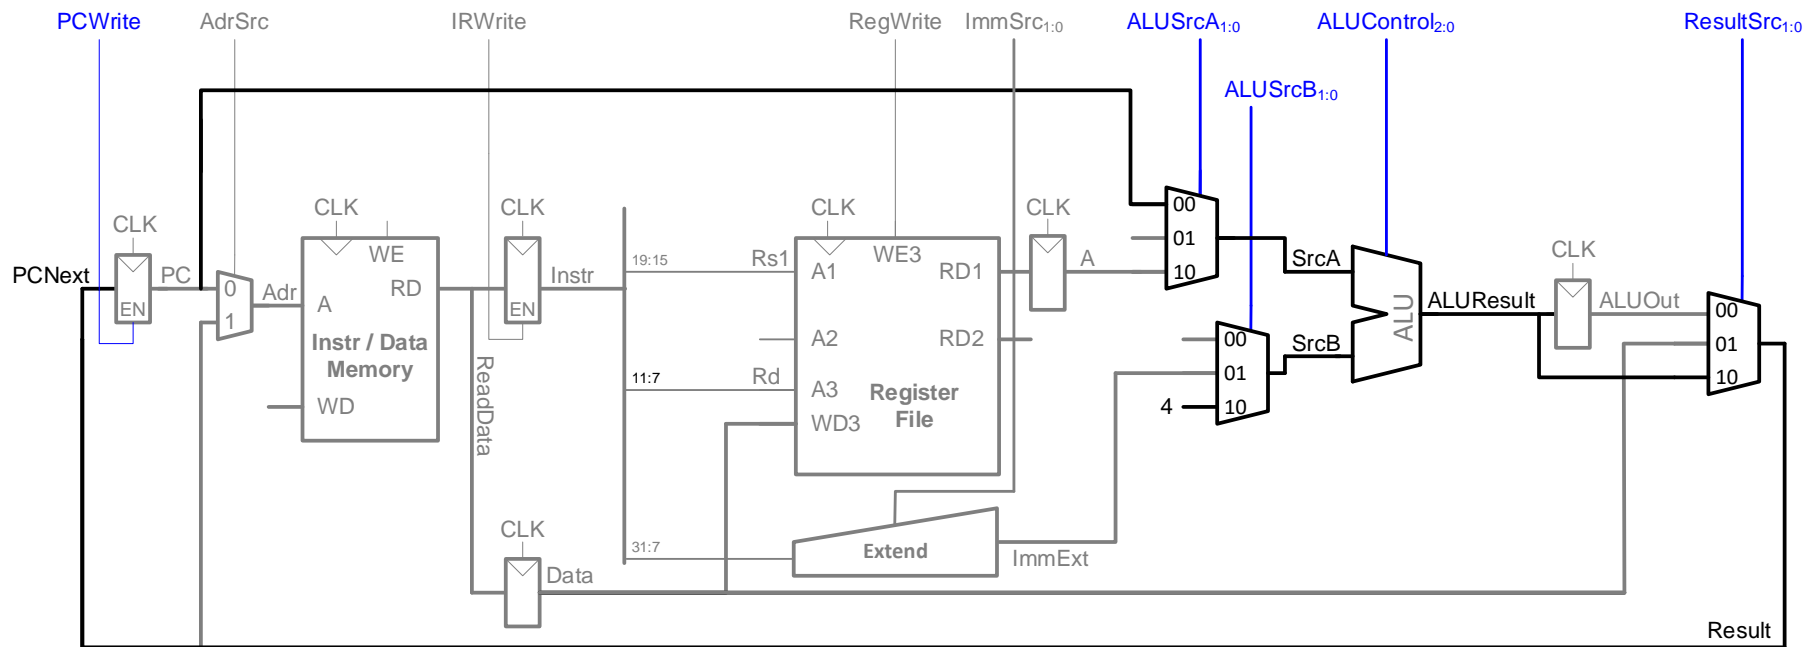 PCWrite
AdrSrc
IRWrite
RegWrite
ImmSrc1:0
ALUSrcA1:0
ALUControl2:0
ResultSrc1:0
ALUSrcB1:0
CLK
CLK
CLK
CLK
CLK
00
01
10
PCNext
PC
EN
0
1
Adr
WE
RD
A
Instr / Data
Memory
WD
EN
Instr
ReadData
19:15
Rs1
A1
WE3
RD1
A
A2
RD2
11:7
Rd
A3
WD3
Register
File
SrcA
SrcB
00
01
4
10
ALU
ALUResult
CLK
ALUOut
00
01
10
CLK
Data
31:7
Extend
ImmExt
Result